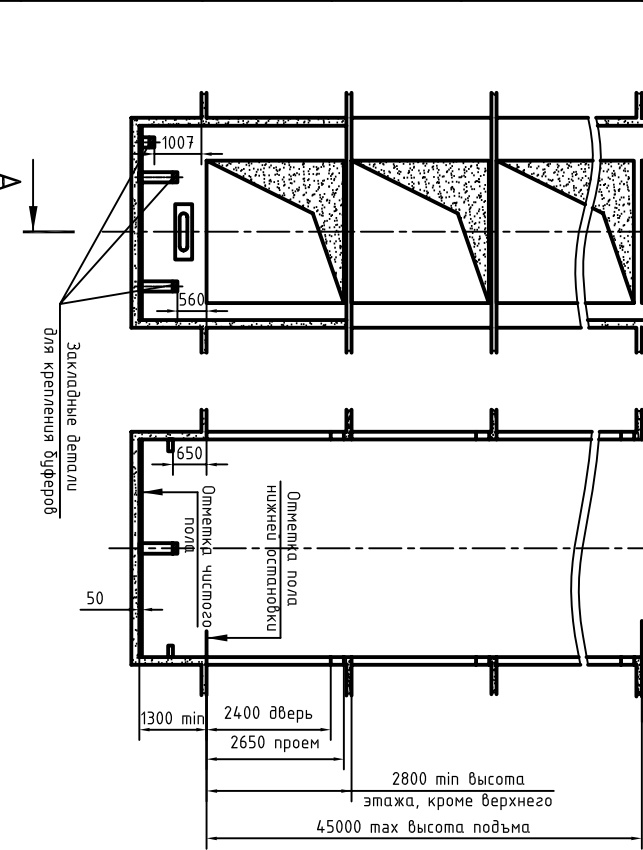 1007
A
560
Закладные детали
для крепления буферов
650
Отметка чистого
пола
Отметка пола
нижней остановки
50
1300 min
2400 дверь
2650 проем
2800 min высота
этажа, кроме верхнего
45000 max высота подъма